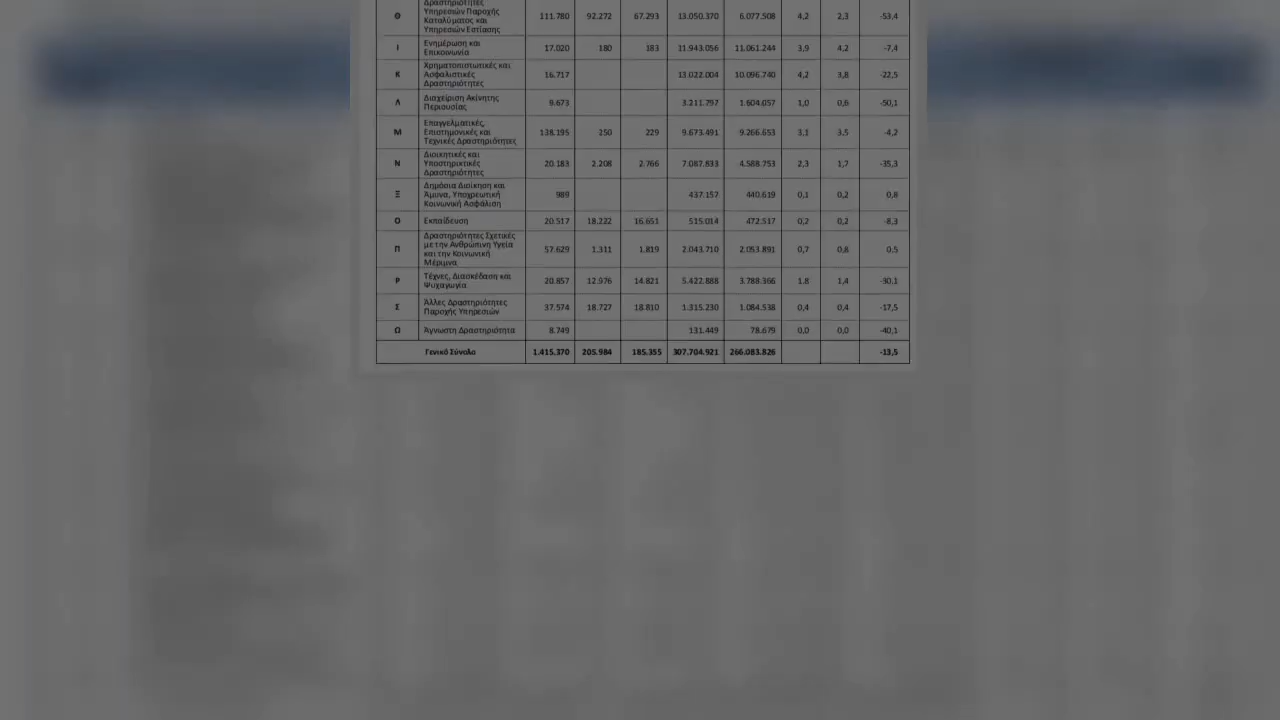 Θ Δραστηριότητες Υπηρεσιών Παροχής Καταλύματος και Υπηρεσιών Εστίασης 111.780 92.272 67.293 13.050.370 6.077.508 4,2 2,3 -53,4
Ι Ενημέρωση και Επικοινωνία 17.020 180 183 11.943.056 11.061.244 3,9 4,2 -7,4
Κ Χρηματοπιστωτικές και Ασφαλιστικές Δραστηριότητες 16.717 13.022.004 10.096.740 4,2 3,8 -22,5
Λ Διαχείριση Ακίνητης Περιουσίας 9.673 3.211.797 1.604.057 1,0 0,6 -50,1
Μ Επαγγελματικές, Επιστημονικές και Τεχνικές Δραστηριότητες 138.195 250 229 9.673.491 9.266.653 3,1 3,5 -4,2
Ν Διοικητικές και Υποστηρικτικές Δραστηριότητες 20.183 2.208 2.766 7.087.833 4.588.753 2,3 1,7 -35,3
Ξ Δημόσια Διοίκηση και Άμυνα, Υποχρεωτική Κοινωνική Ασφάλιση 989 437.157 440.619 0,1 0,2 0,8
Ο Εκπαίδευση 20.517 18.222 16.651 515.014 472.517 0,2 0,2 -8,3
Π Δραστηριότητες Σχετικές με την Ανθρώπινη Υγεία και την Κοινωνική Μέριμνα 57.629 1.311 1.819 2.043.710 2.053.891 0,7 0,8 0,5
Ρ Τέχνες, Διασκέδαση και Ψυχαγωγία 20.857 12.976 14.821 5.422.888 3.788.366 1,8 1,4 -30,1
Σ Άλλες Δραστηριότητες Παροχής Υπηρεσιών 37.574 18.727 18.810 1.315.230 1.084.538 0,4 0,4 -17,5
Ω Άγνωστη Δραστηριότητα 8.749 131.449 78.679 0,0 0,0 -40,1
Γενικό Σύνολο 1.415.370 205.984 185.355 307.704.921 266.083.826 -13,5